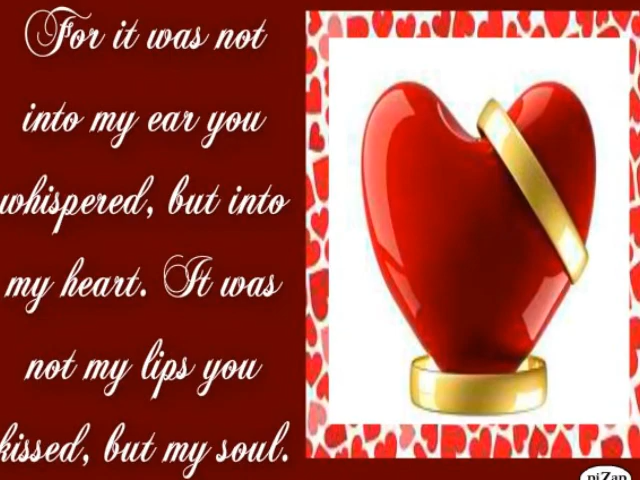 For it was not
into my ear you
whispered, but into
my heart. It was
not my lips you
kissed, but my soul.
piZap